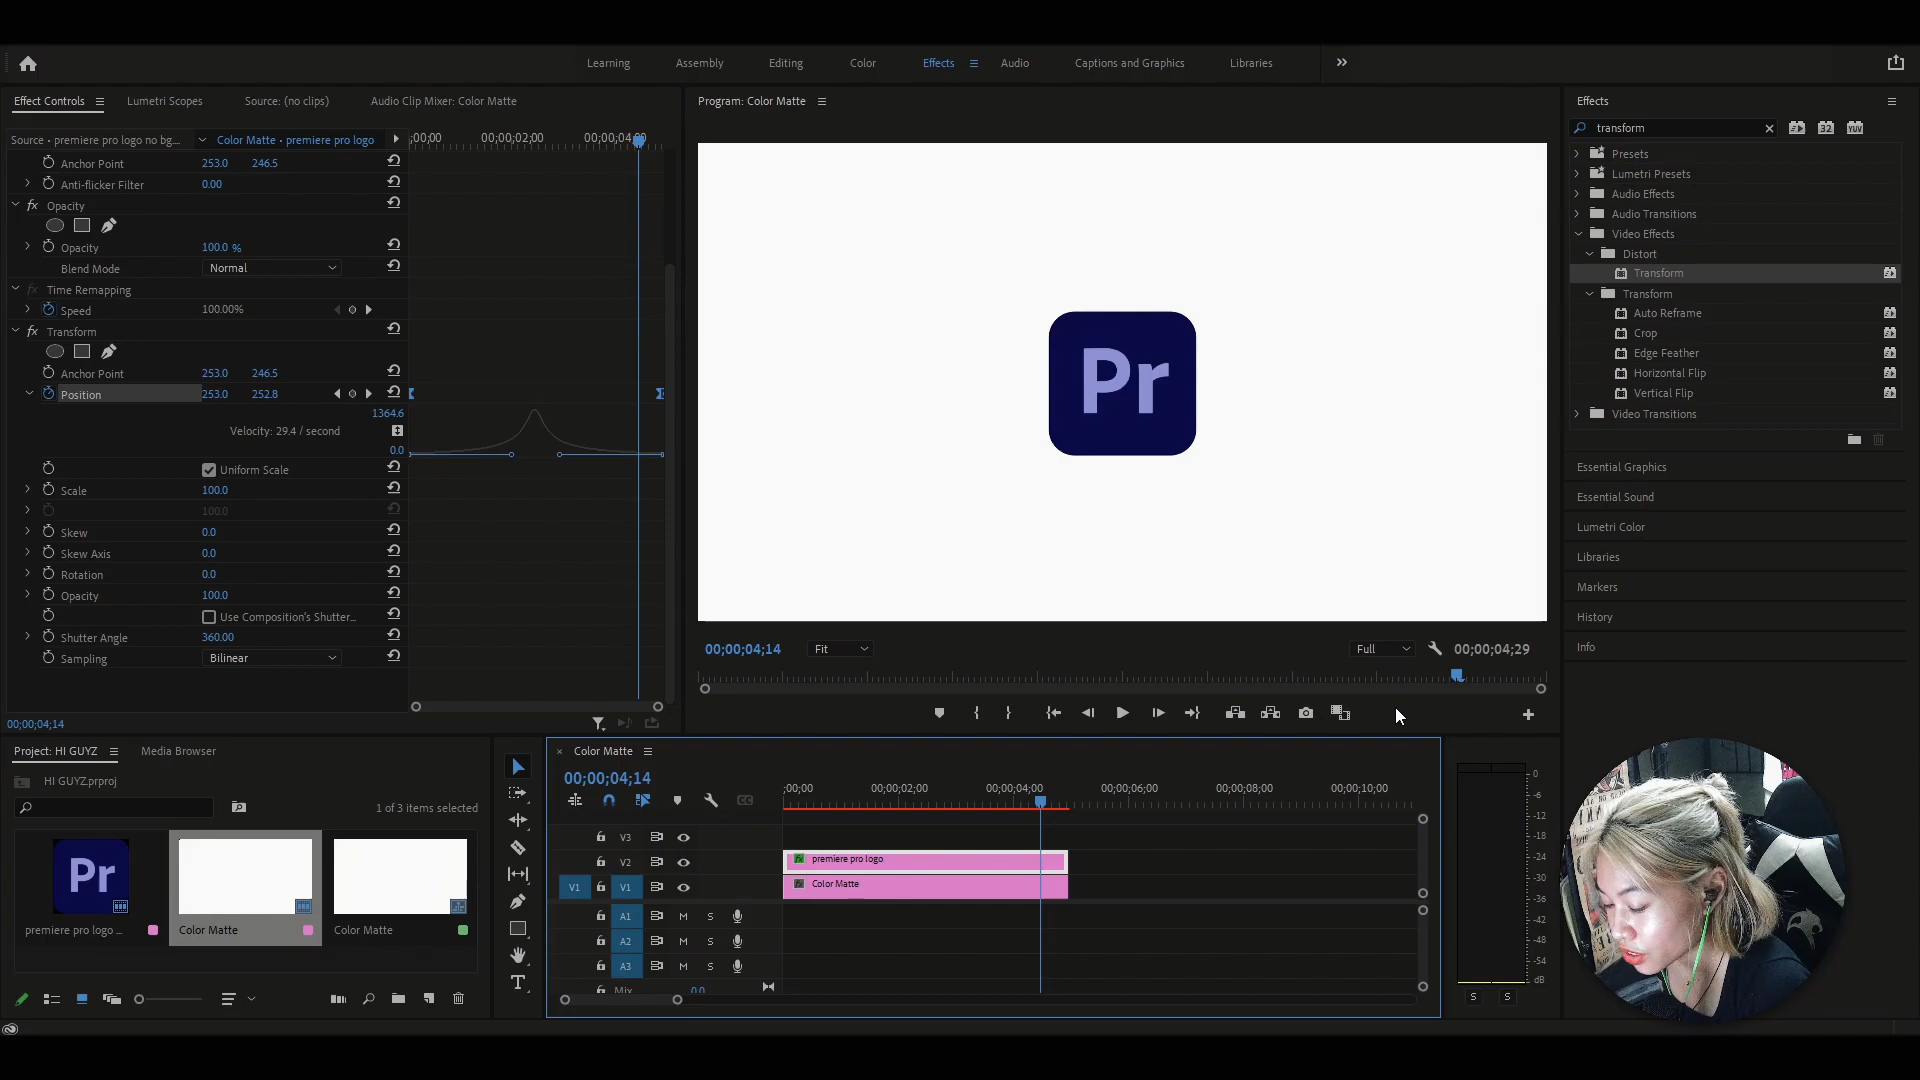 Learning
Assembly
Editing
Color
Effects
Audio
Captions and Graphics
Libraries
Effect Controls
Lumetri Scopes
Source: (no clips)
Audio Clip Mixer: Color Matte
Source • premiere pro logo no bg...
Color Matte • premiere pro logo
;00;00
00;00;02;00
00;00;04;00
Anchor Point 253.0 246.5
Anti-flicker Filter 0.00
fx Opacity
Opacity 100.0 %
Blend Mode Normal
fx Time Remapping
Speed 100.00%
fx Transform
Anchor Point 253.0 246.5
Position 253.0 252.8
1364.6
Velocity: 29.4 / second
0.0
Uniform Scale
Scale 100.0
100.0
Skew 0.0
Skew Axis 0.0
Rotation 0.0
Opacity 100.0
Use Composition's Shutter...
Shutter Angle 360.00
Sampling Bilinear
00;00;04;14
Program: Color Matte
Pr
00;00;04;14
Fit
Full
00;00;04;29
Effects
transform
32
YUV
Presets
Lumetri Presets
Audio Effects
Audio Transitions
Video Effects
Distort
Transform
Transform
Auto Reframe
Crop
Edge Feather
Horizontal Flip
Vertical Flip
Video Transitions
Essential Graphics
Essential Sound
Lumetri Color
Libraries
Markers
History
Info
Project: HI GUYZ
Media Browser
HI GUYZ.prproj
1 of 3 items selected
Pr
premiere pro logo ...
Color Matte
Color Matte
T
× Color Matte
00;00;04;14
CC
;00;00
00;00;02;00
00;00;04;00
00;00;06;00
00;00;08;00
00;00;10;00
V3
V2
fx premiere pro logo
V1
V1
fx Color Matte
A1 M S
A2 M S
A3 M S
Mix 0.0
0
-6
-12
-18
-24
-30
-36
-42
-48
-54
dB
S
S